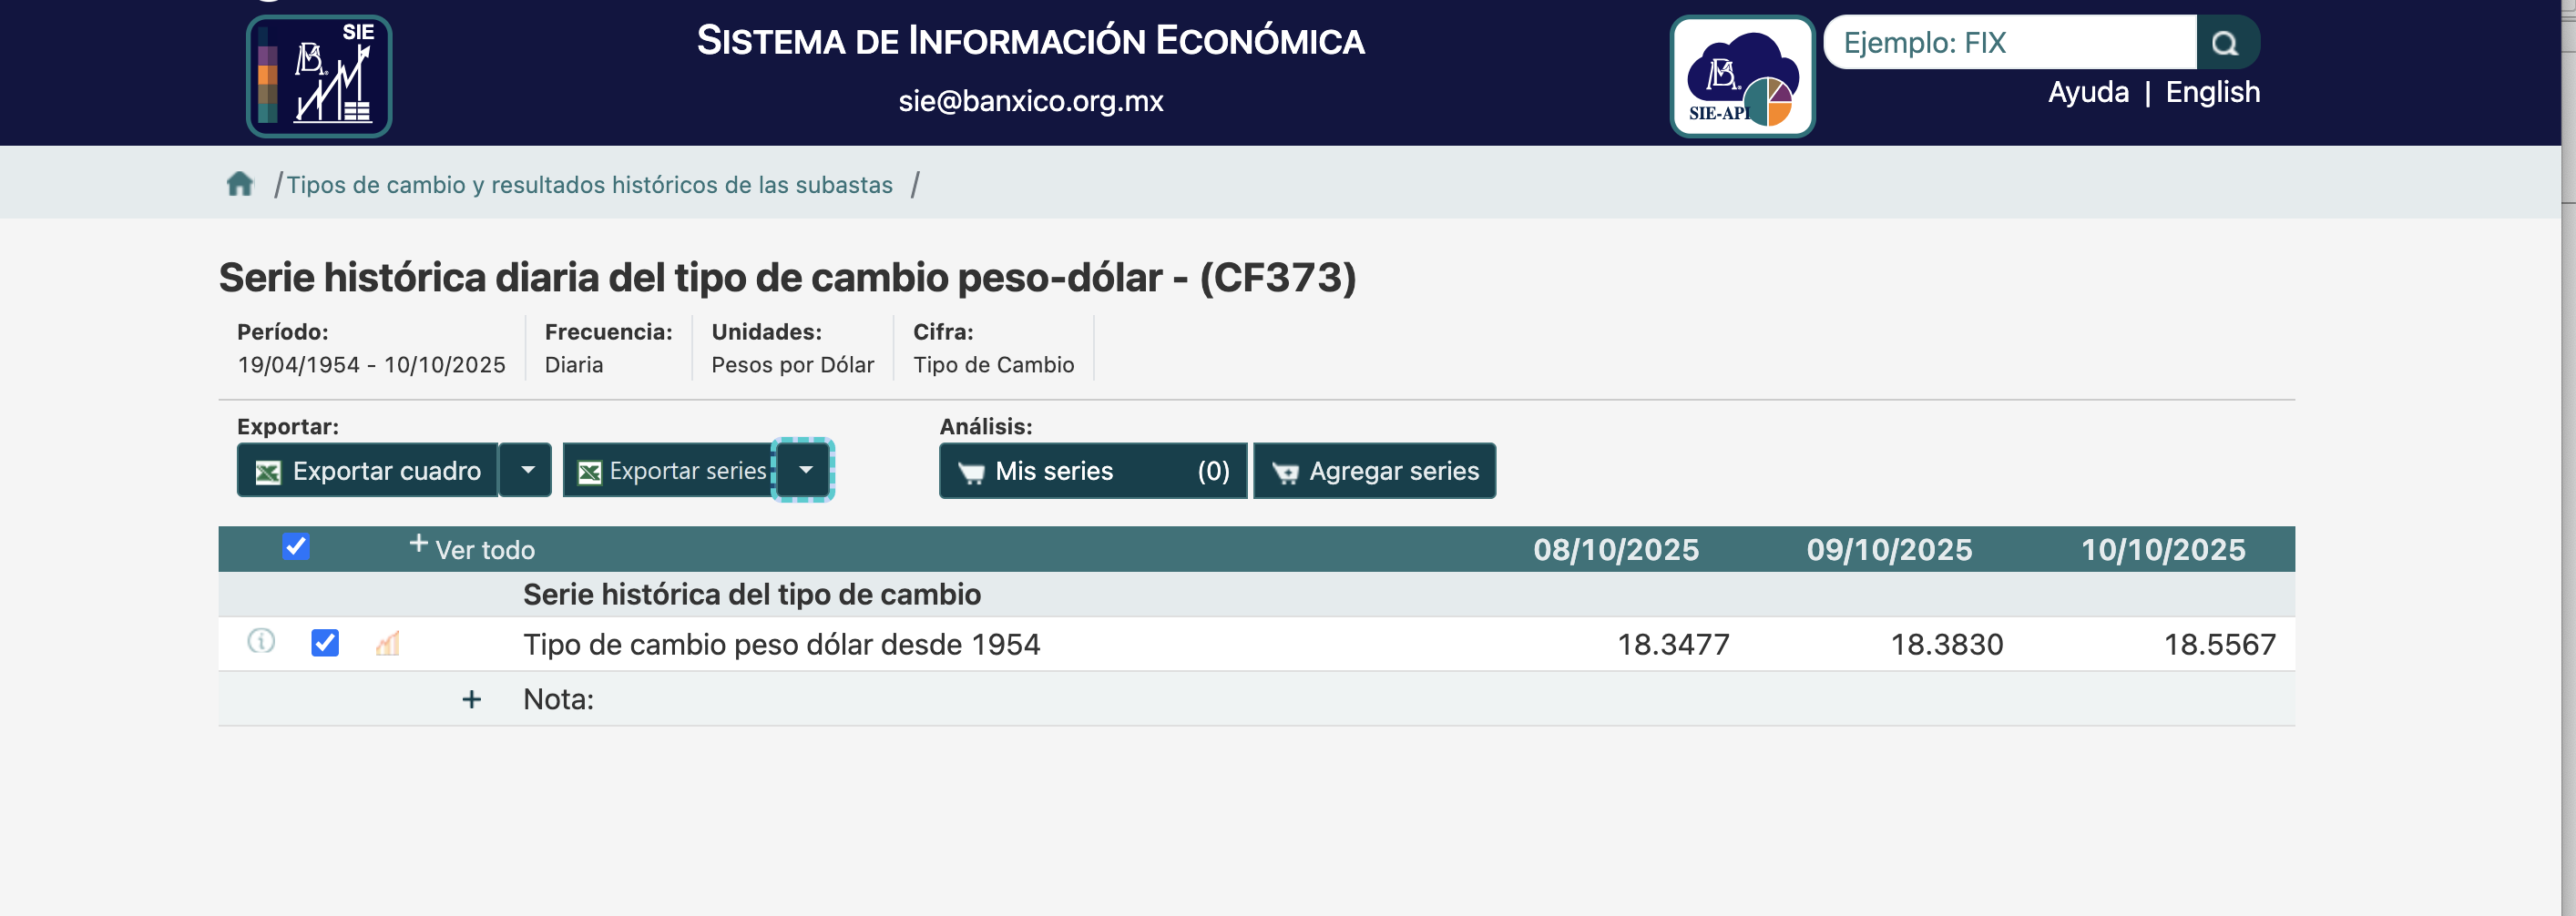 SIE
SISTEMA DE INFORMACIÓN ECONÓMICA
sie@banxico.org.mx
SIE-API
Ejemplo: FIX
Ayuda | English
/Tipos de cambio y resultados históricos de las subastas /
Serie histórica diaria del tipo de cambio peso-dólar - (CF373)
Período: Frecuencia: Unidades: Cifra:
19/04/1954 - 10/10/2025 Diaria Pesos por Dólar Tipo de Cambio
Exportar: Análisis:
Exportar cuadro Exportar series Mis series (0) Agregar series
+ Ver todo 08/10/2025 09/10/2025 10/10/2025
Serie histórica del tipo de cambio
Tipo de cambio peso dólar desde 1954 18.3477 18.3830 18.5567
+ Nota: